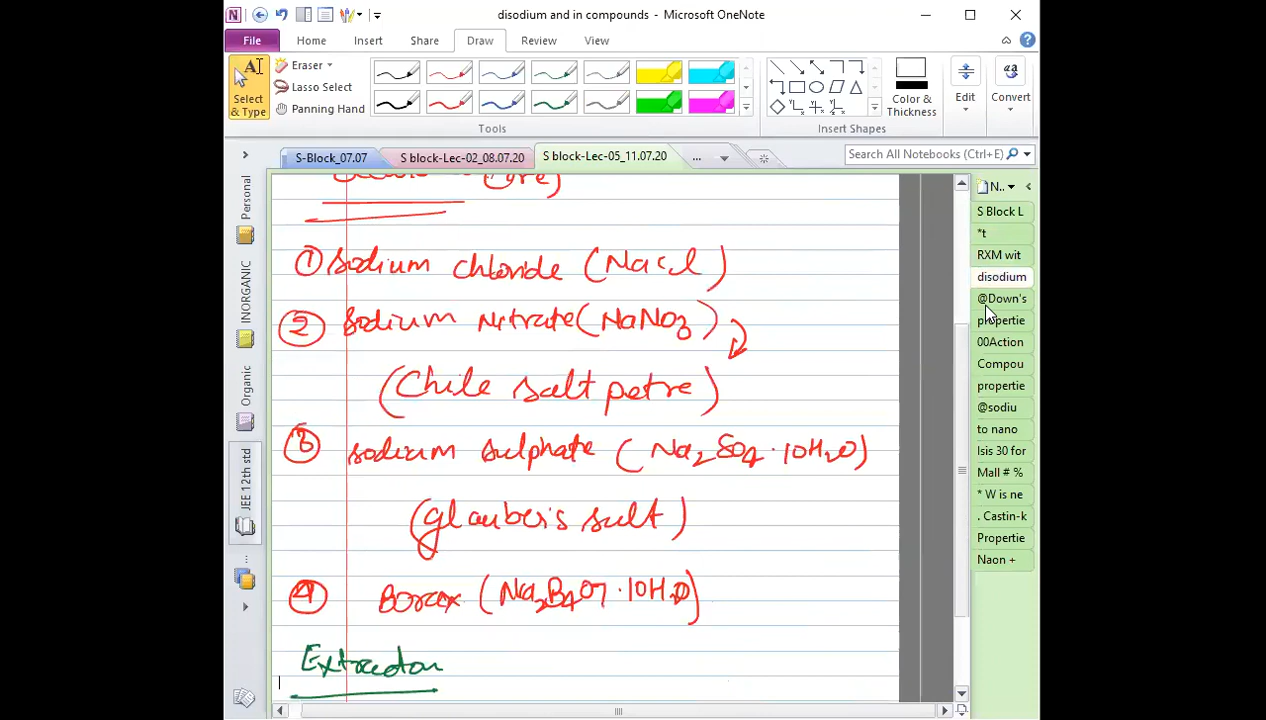 disodium and in compounds - Microsoft OneNote
File Home Insert Share Draw Review View
Select & Type
Eraser
Lasso Select
Panning Hand
Color & Thickness
Edit
Convert
Tools
Insert Shapes
S-Block_07.07
S block-Lec-02_08.07.20
S block-Lec-05_11.07.20
...
Search All Notebooks (Ctrl+E)
Personal
INORGANIC
Organic
JEE 12th std
(ore)
① Sodium chloride (NaCl)
② Sodium Nitrate (NaNO3)
(Chile salt petre)
③ sodium sulphate (Na2SO4·10H2O)
(glauber's salt)
④ Borax (Na2B4O7·10H2O)
Extraction
N..
S Block L
*t
RXM wit
disodium
@Down's
propertie
00Action
Compou
propertie
@sodiu
to nano
Isis 30 for
Mall # %
* W is ne
. Castin-k
Propertie
Naon +